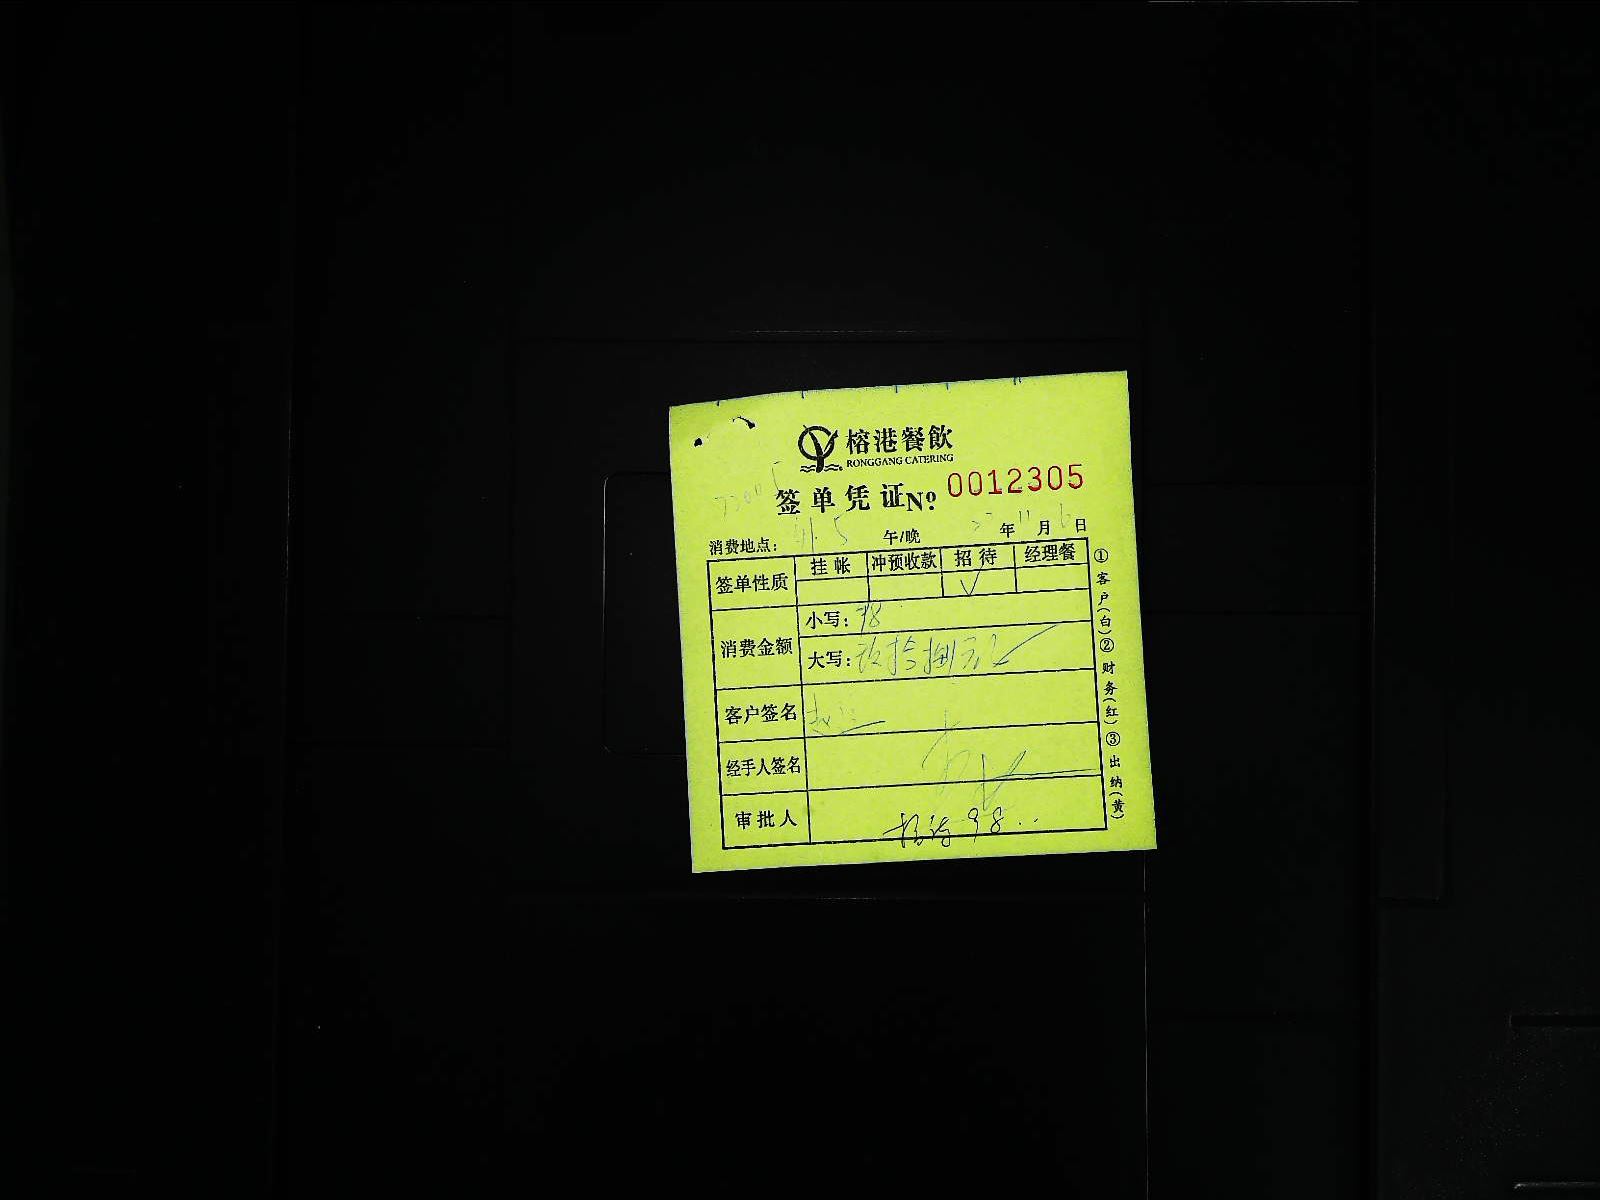 榕港餐飲
RONGGANG CATERING
签单凭证№ 0012305
消费地点: 午/晚 年 11 月 6 日
签单性质 挂帐 冲预收款 招待 经理餐
√
消费金额 小写: 98
大写: 玖拾捌元
客户签名
经手人签名
审批人 招待 98
①客户(白)②财务(红)③出纳(黄)